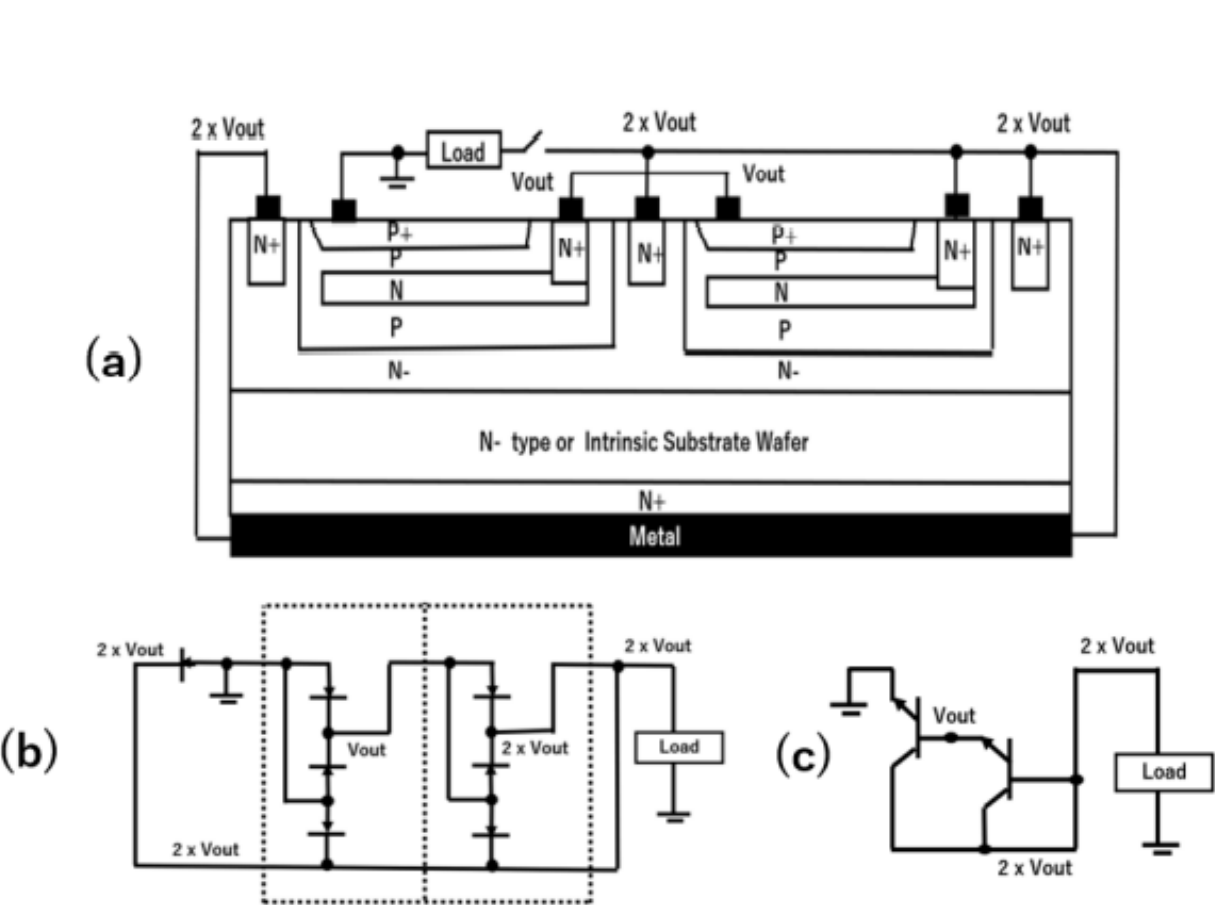 2 x Vout
2 x Vout
2 x Vout
Load
Vout
Vout
N+
P+
N+
N+
P+
N+
N+
P
P
N
N
P
P
(a)
N-
N-
N- type or Intrinsic Substrate Wafer
N+
Metal
2 x Vout
2 x Vout
2 x Vout
Vout
(b)
Vout
2 x Vout
Load
(c)
Load
2 x Vout
2 x Vout